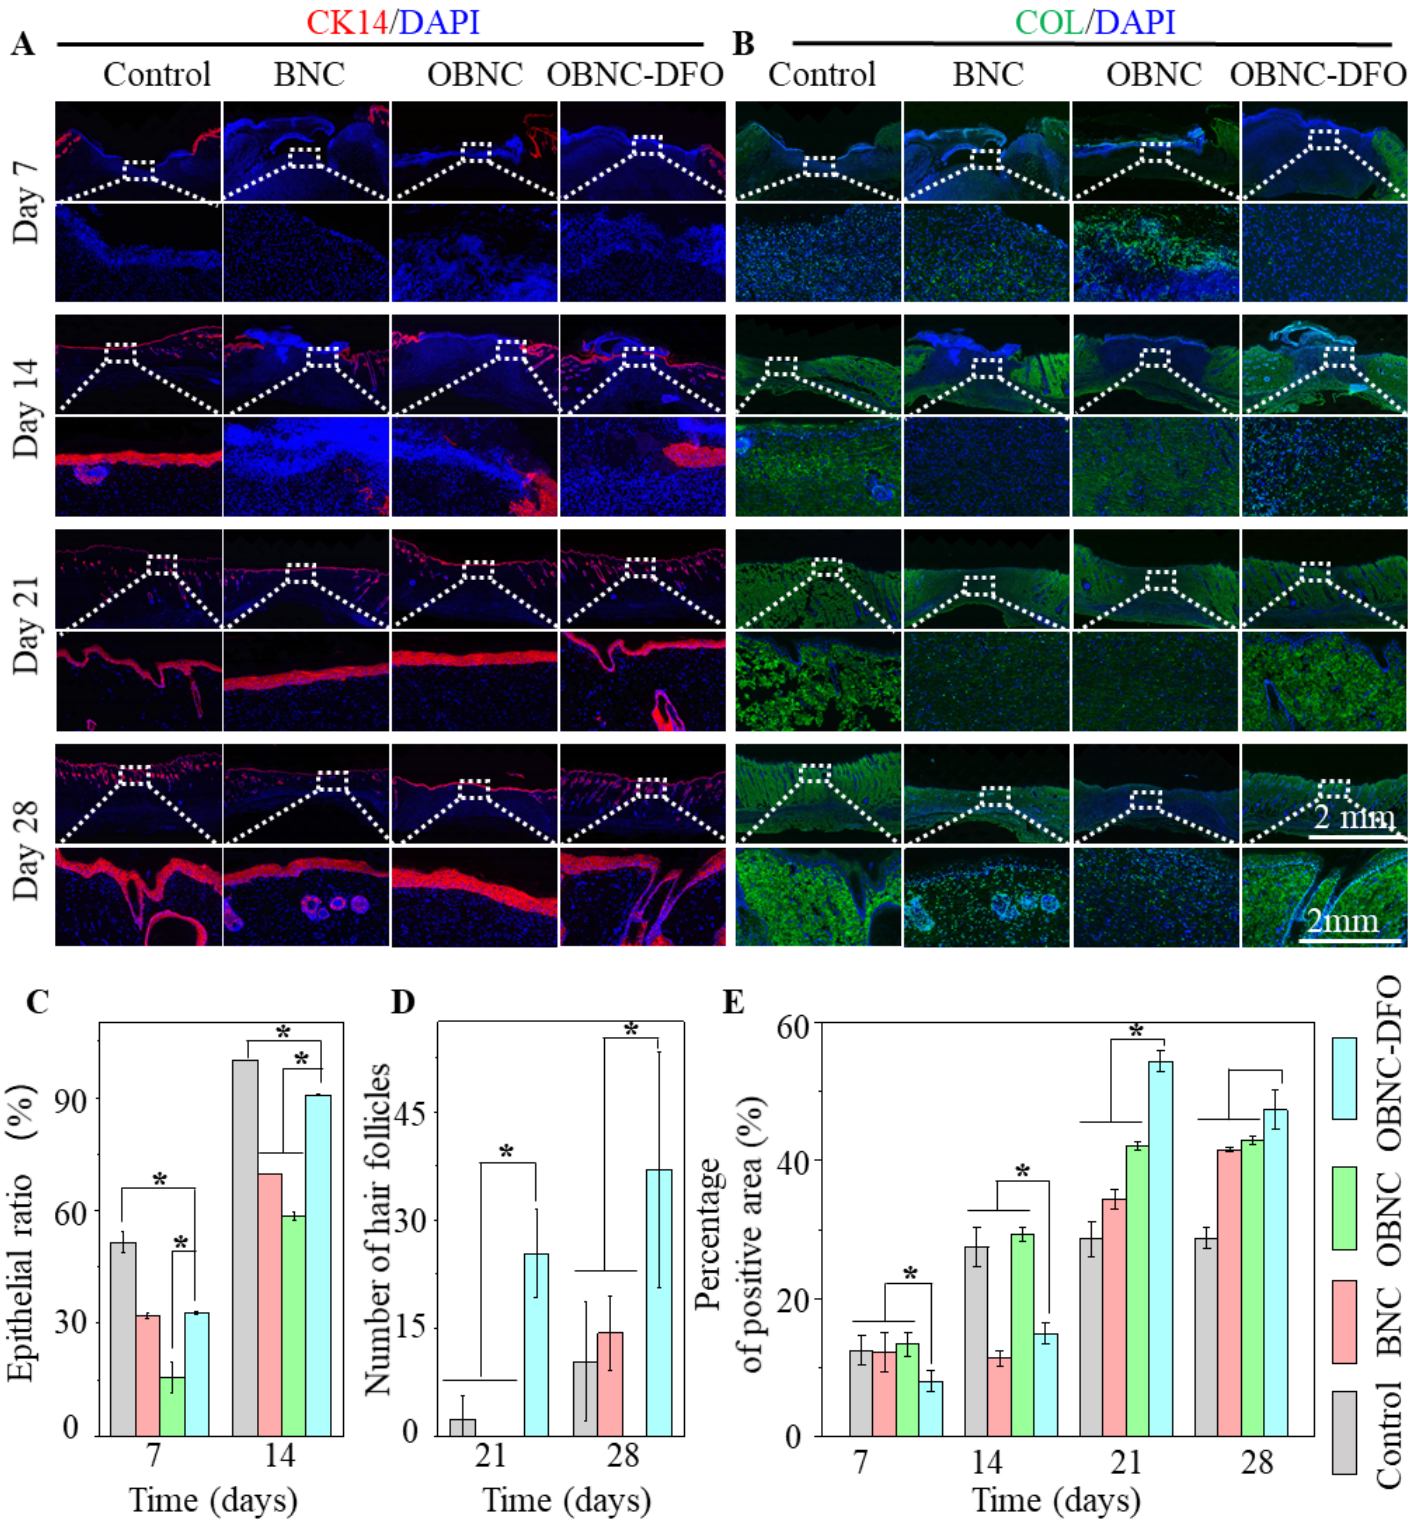 A
CK14/DAPI
Control BNC OBNC OBNC-DFO
B
COL/DAPI
Control BNC OBNC OBNC-DFO
Day 7
Day 14
Day 21
Day 28
2 mm
2mm
C
Epithelial ratio (%)
90
60
30
0
* * * *
7 14
Time (days)
D
Number of hair follicles
45
30
15
0
* *
21 28
Time (days)
E
Percentage
of positive area (%)
60
40
20
0
* * *
7 14 21 28
Time (days)
OBNC-DFO
OBNC
BNC
Control